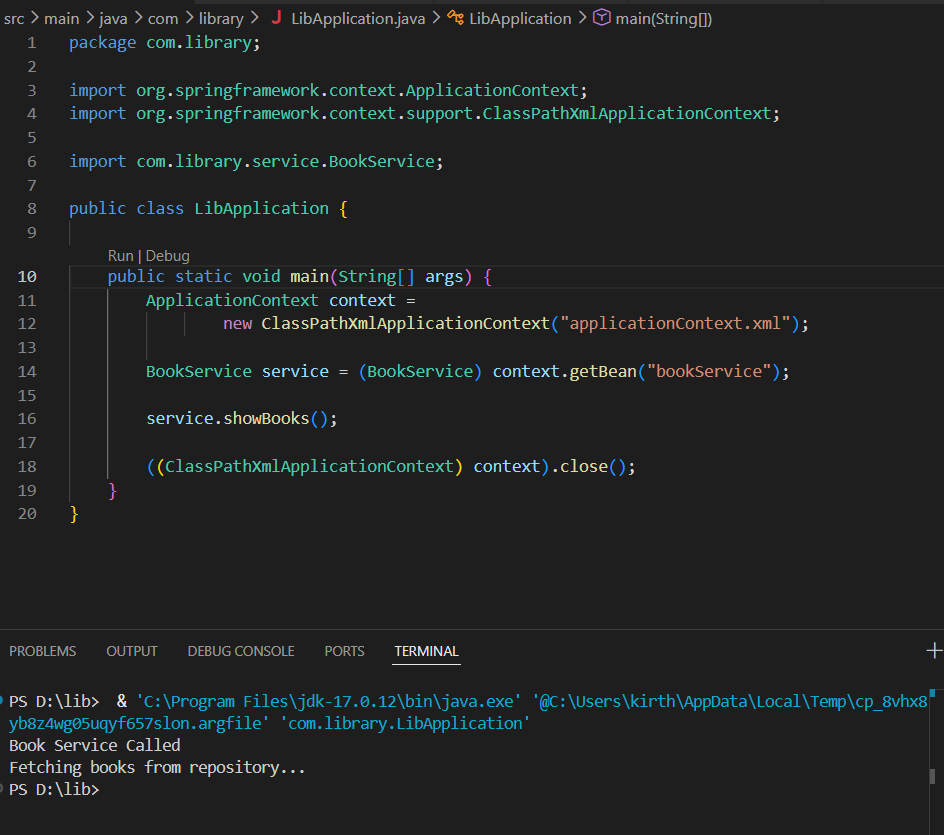 src > main > java > com > library > J LibApplication.java > LibApplication > main(String[])
1 package com.library;
2
3 import org.springframework.context.ApplicationContext;
4 import org.springframework.context.support.ClassPathXmlApplicationContext;
5
6 import com.library.service.BookService;
7
8 public class LibApplication {
9
Run | Debug
10 public static void main(String[] args) {
11 ApplicationContext context =
12 new ClassPathXmlApplicationContext("applicationContext.xml");
13
14 BookService service = (BookService) context.getBean("bookService");
15
16 service.showBooks();
17
18 ((ClassPathXmlApplicationContext) context).close();
19 }
20 }
PROBLEMS OUTPUT DEBUG CONSOLE PORTS TERMINAL
PS D:\lib>  & 'C:\Program Files\jdk-17.0.12\bin\java.exe' '@C:\Users\kirth\AppData\Local\Temp\cp_8vhx8
yb8z4wg05uqyf657slon.argfile' 'com.library.LibApplication'
Book Service Called
Fetching books from repository...
PS D:\lib>